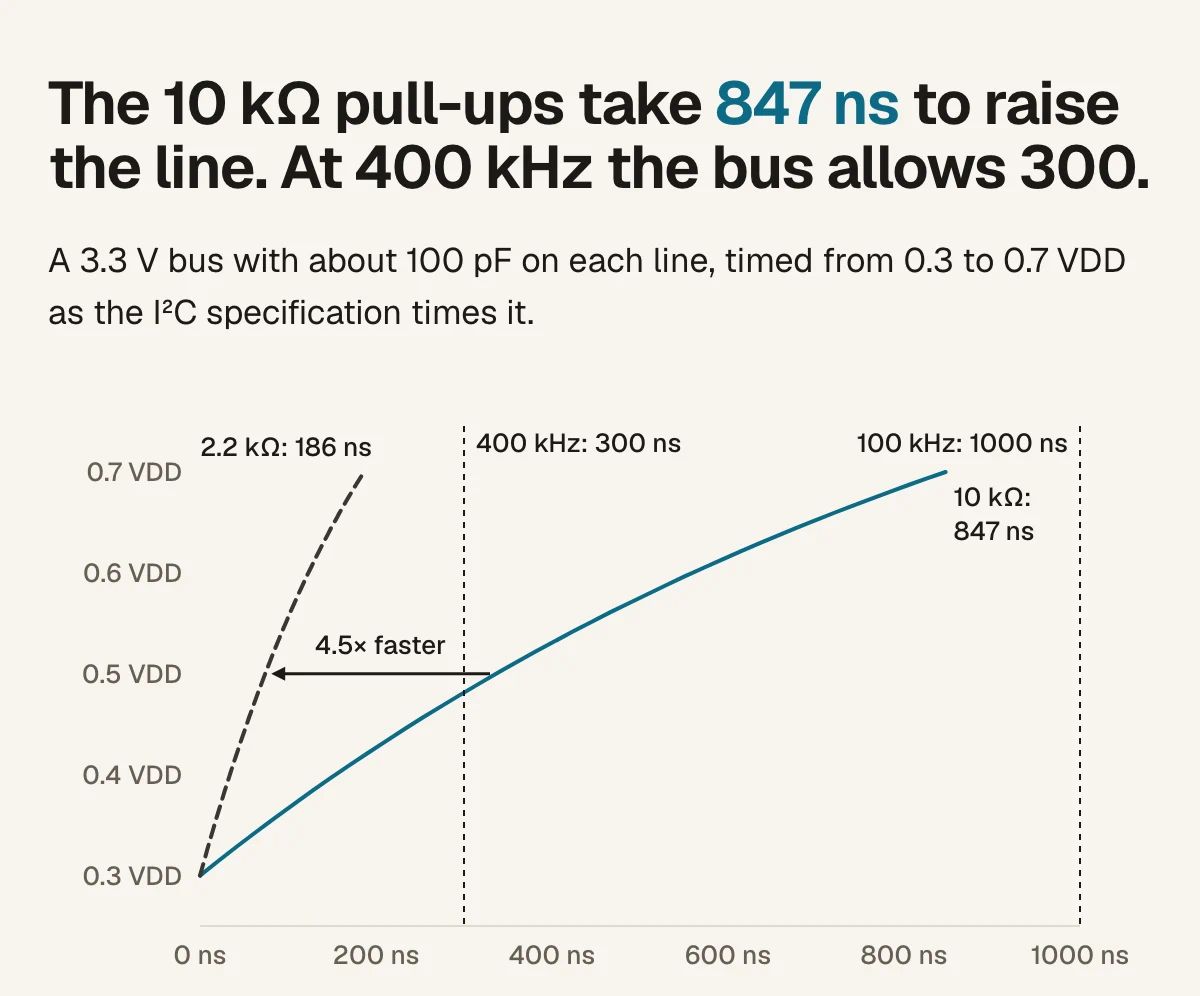 The 10 kΩ pull-ups take 847 ns to raise
the line. At 400 kHz the bus allows 300.
A 3.3 V bus with about 100 pF on each line, timed from 0.3 to 0.7 VDD
as the I²C specification times it.
2.2 kΩ: 186 ns
400 kHz: 300 ns
100 kHz: 1000 ns
0.7 VDD
10 kΩ:
847 ns
0.6 VDD
4.5× faster
0.5 VDD
0.4 VDD
0.3 VDD
0 ns
200 ns
400 ns
600 ns
800 ns
1000 ns